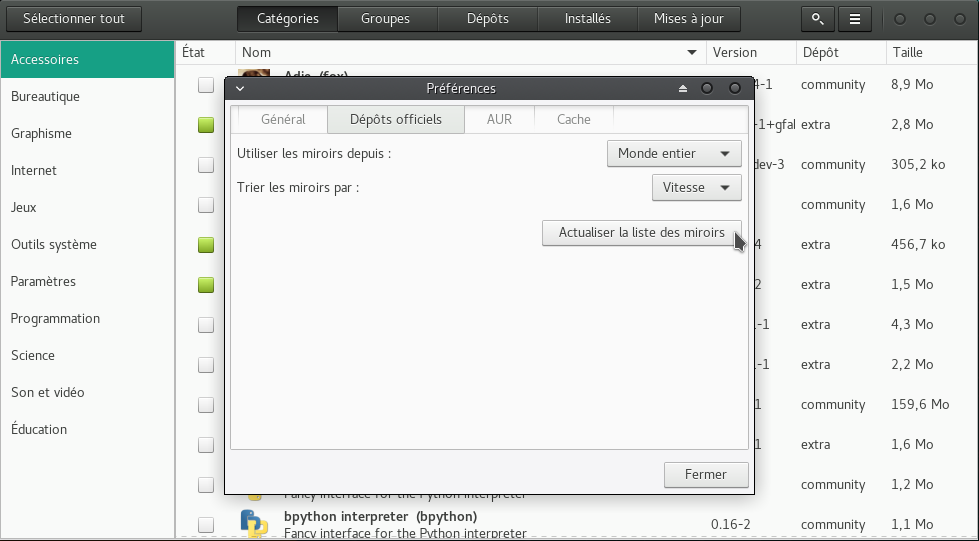 Sélectionner tout
Catégories Groupes Dépôts Installés Mises à jour
État Nom Version Dépôt Taille
Accessoires
Bureautique
Graphisme
Internet
Jeux
Outils système
Paramètres
Programmation
Science
Son et vidéo
Éducation
Préférences
Général Dépôts officiels AUR Cache
Utiliser les miroirs depuis : Monde entier
Trier les miroirs par : Vitesse
Actualiser la liste des miroirs
Fermer
4-1 community 8,9 Mo
-1+gfal extra 2,8 Mo
dev-3 community 305,2 ko
community 1,6 Mo
4 extra 456,7 ko
2 extra 1,5 Mo
-1 extra 4,3 Mo
-1 extra 2,2 Mo
1 community 159,6 Mo
1 extra 1,6 Mo
community 1,2 Mo
Fancy interface for the Python interpreter
bpython interpreter (bpython) 0.16-2 community 1,1 Mo
Fancy interface for the Python interpreter